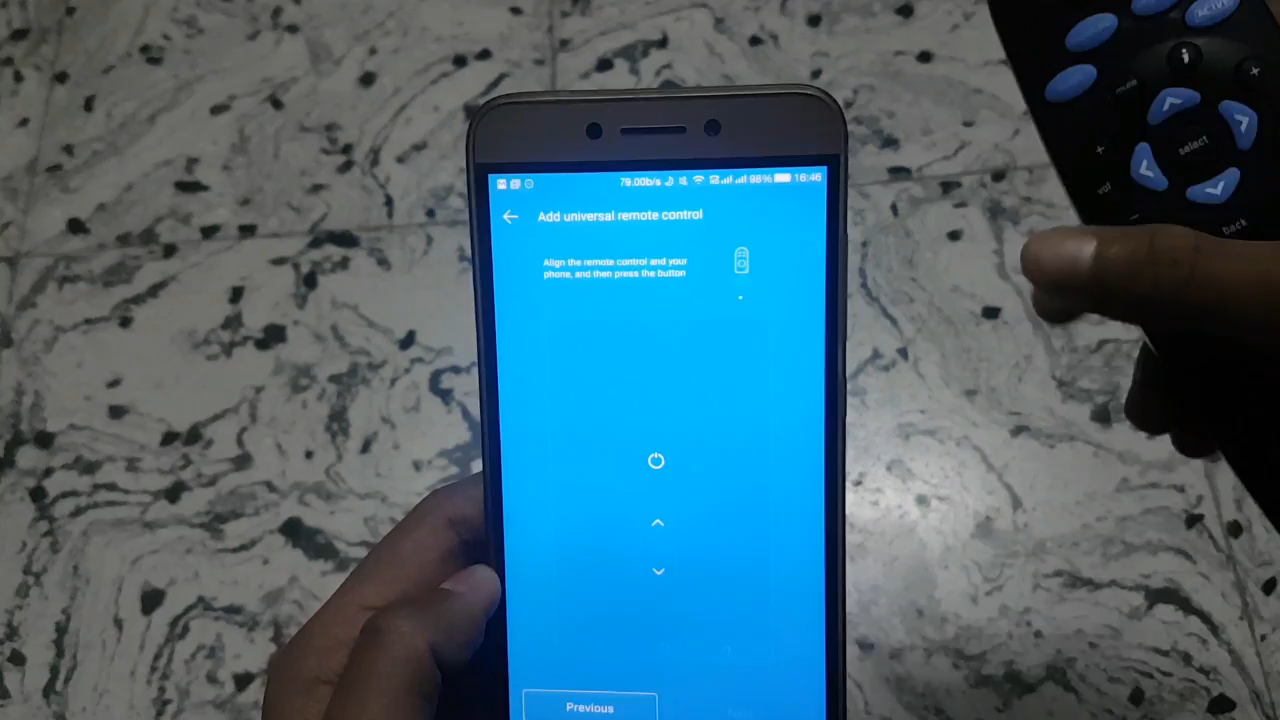 79.00b/s 98% 16:46
Add universal remote control
Align the remote control and your
phone, and then press the button
Previous
ACTV
i
mute
+
+
select
vol
-
back